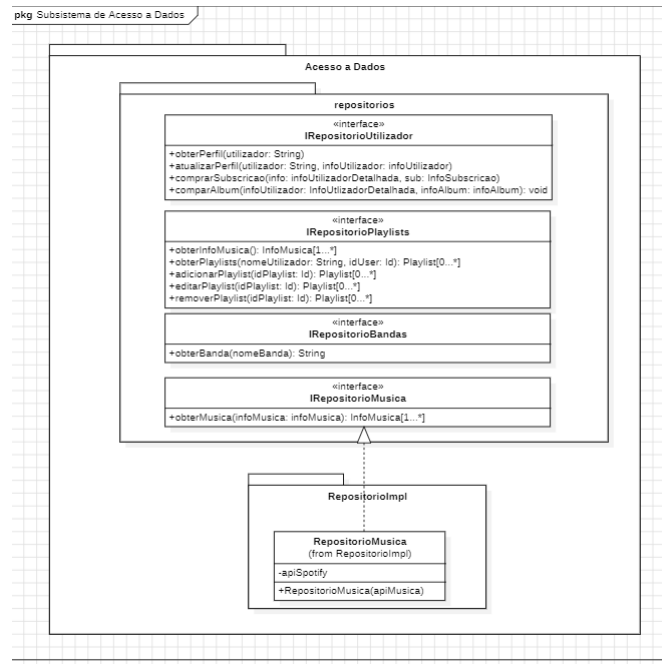 pkg Subsistema de Acesso a Dados
Acesso a Dados
repositorios
«interface»
IRepositorioUtilizador
+obterPerfil(utilizador: String)
+atualizarPerfil(utilizador: String, infoUtilizador: infoUtilizador)
+comprarSubscricao(info: infoUtilizadorDetalhada, sub: InfoSubscricao)
+comparAlbum(infoUtilizador: InfoUtlizadorDetalhada, infoAlbum: infoAlbum): void
«interface»
IRepositorioPlaylists
+obterInfoMusica(): InfoMusica[1...*]
+obterPlaylists(nomeUtilizador: String, idUser: Id): Playlist[0...*]
+adicionarPlaylist(idPlaylist: Id): Playlist[0...*]
+editarPlaylist(idPlaylist: Id): Playlist[0...*]
+removerPlaylist(idPlaylist: Id): Playlist[0...*]
«interface»
IRepositorioBandas
+obterBanda(nomeBanda): String
«interface»
IRepositorioMusica
+obterMusica(infoMusica: infoMusica): InfoMusica[1...*]
RepositorioImpl
RepositorioMusica
(from RepositorioImpl)
-apiSpotify
+RepositorioMusica(apiMusica)